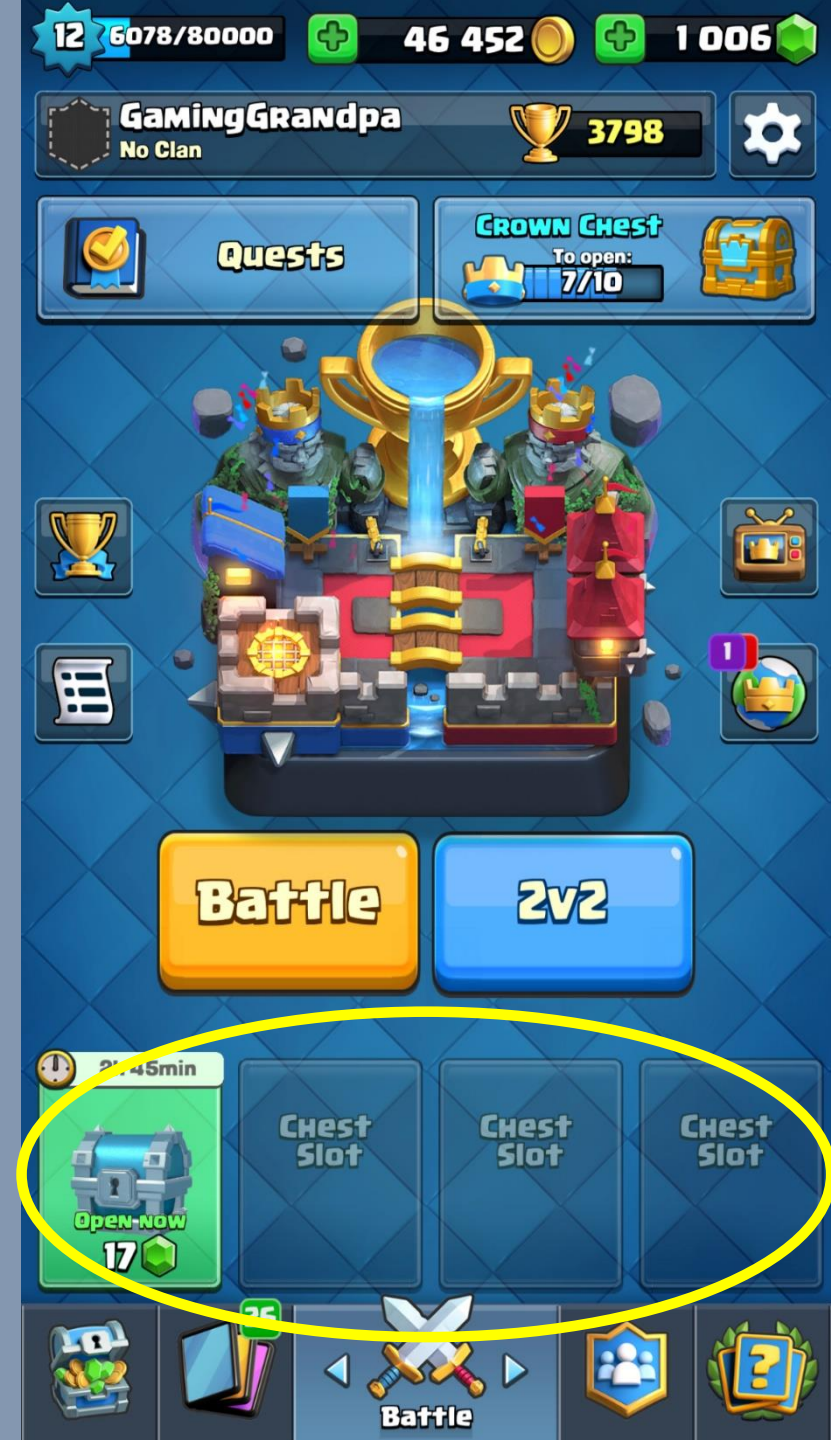 12 6078/80000 46 452 1 006
GamingGrandpa
No Clan
3798
Quests
Crown Chest
To open:
7/10
1
Battle
2v2
45min
Chest
Slot
Chest
Slot
Chest
Slot
Open now
17
Battle